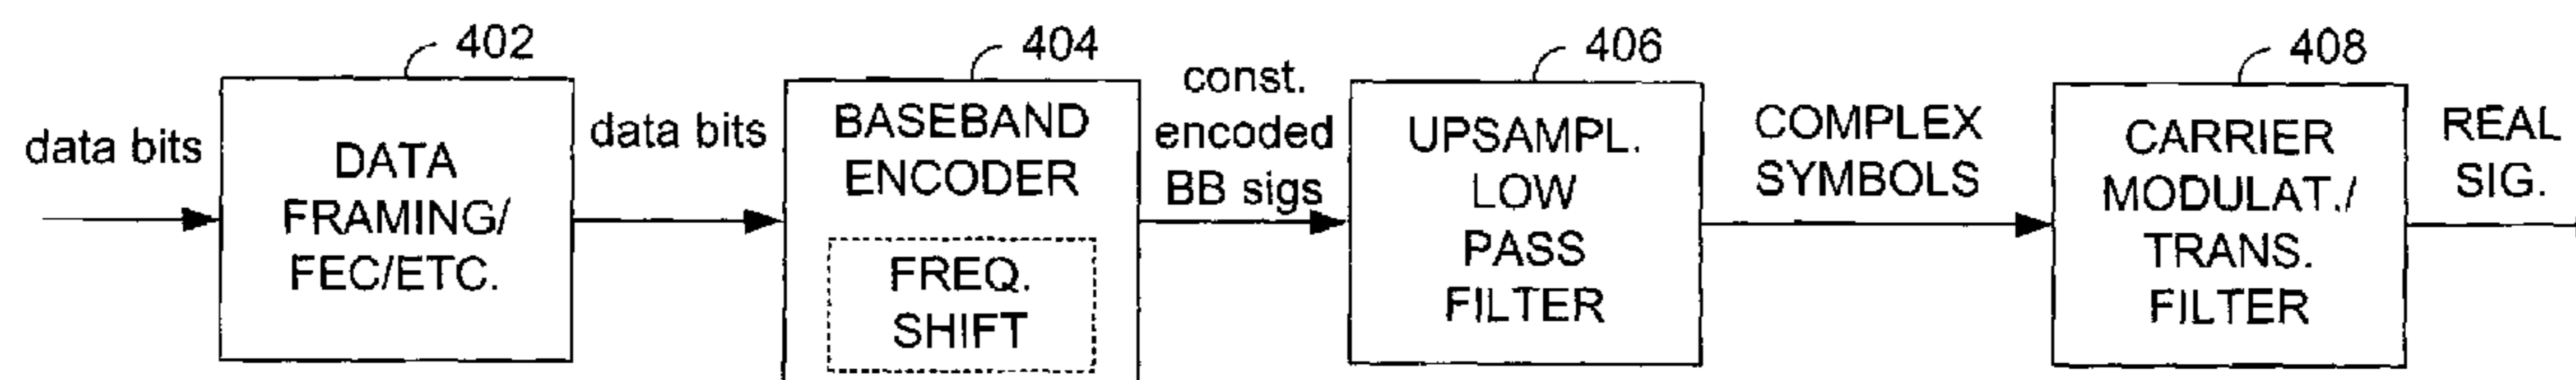 402
404
406
408
data bits
DATA
FRAMING/
FEC/ETC.
data bits
BASEBAND
ENCODER
FREQ.
SHIFT
const.
encoded
BB sigs
UPSAMPL.
LOW
PASS
FILTER
COMPLEX
SYMBOLS
CARRIER
MODULAT./
TRANS.
FILTER
REAL
SIG.